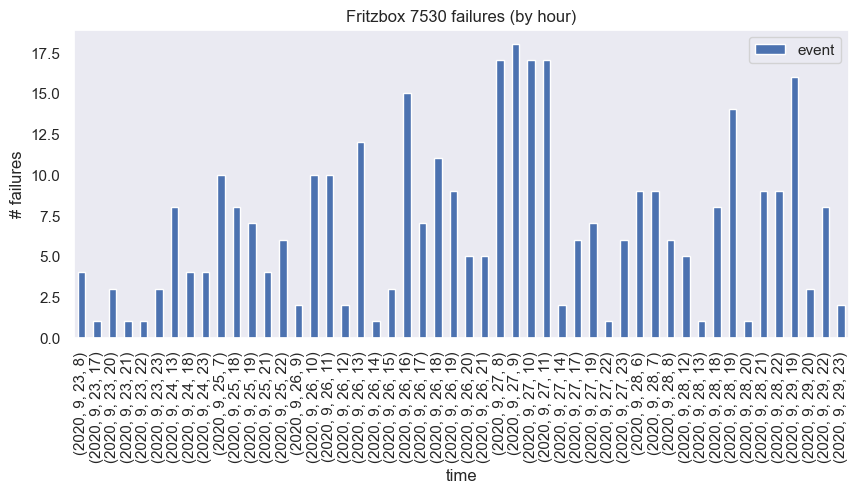 Fritzbox 7530 failures (by hour)
event
# failures
17.5
15.0
12.5
10.0
7.5
5.0
2.5
0.0
(2020, 9, 23, 8)
(2020, 9, 23, 17)
(2020, 9, 23, 20)
(2020, 9, 23, 21)
(2020, 9, 23, 22)
(2020, 9, 23, 23)
(2020, 9, 24, 13)
(2020, 9, 24, 18)
(2020, 9, 24, 23)
(2020, 9, 25, 7)
(2020, 9, 25, 18)
(2020, 9, 25, 19)
(2020, 9, 25, 21)
(2020, 9, 25, 22)
(2020, 9, 26, 9)
(2020, 9, 26, 10)
(2020, 9, 26, 11)
(2020, 9, 26, 12)
(2020, 9, 26, 13)
(2020, 9, 26, 14)
(2020, 9, 26, 15)
(2020, 9, 26, 16)
(2020, 9, 26, 17)
(2020, 9, 26, 18)
(2020, 9, 26, 19)
(2020, 9, 26, 20)
(2020, 9, 26, 21)
(2020, 9, 27, 8)
(2020, 9, 27, 9)
(2020, 9, 27, 10)
(2020, 9, 27, 11)
(2020, 9, 27, 14)
(2020, 9, 27, 17)
(2020, 9, 27, 19)
(2020, 9, 27, 22)
(2020, 9, 27, 23)
(2020, 9, 28, 6)
(2020, 9, 28, 7)
(2020, 9, 28, 8)
(2020, 9, 28, 12)
(2020, 9, 28, 13)
(2020, 9, 28, 18)
(2020, 9, 28, 19)
(2020, 9, 28, 20)
(2020, 9, 28, 21)
(2020, 9, 28, 22)
(2020, 9, 29, 19)
(2020, 9, 29, 20)
(2020, 9, 29, 22)
(2020, 9, 29, 23)
time